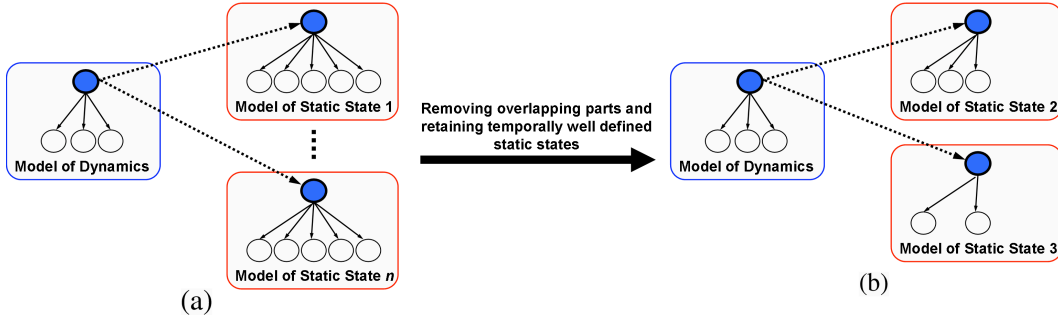 Model of Static State 1
Model of Dynamics
Model of Static State n
(a)
Removing overlapping parts and
retaining temporally well defined
static states
Model of Static State 2
Model of Dynamics
Model of Static State 3
(b)